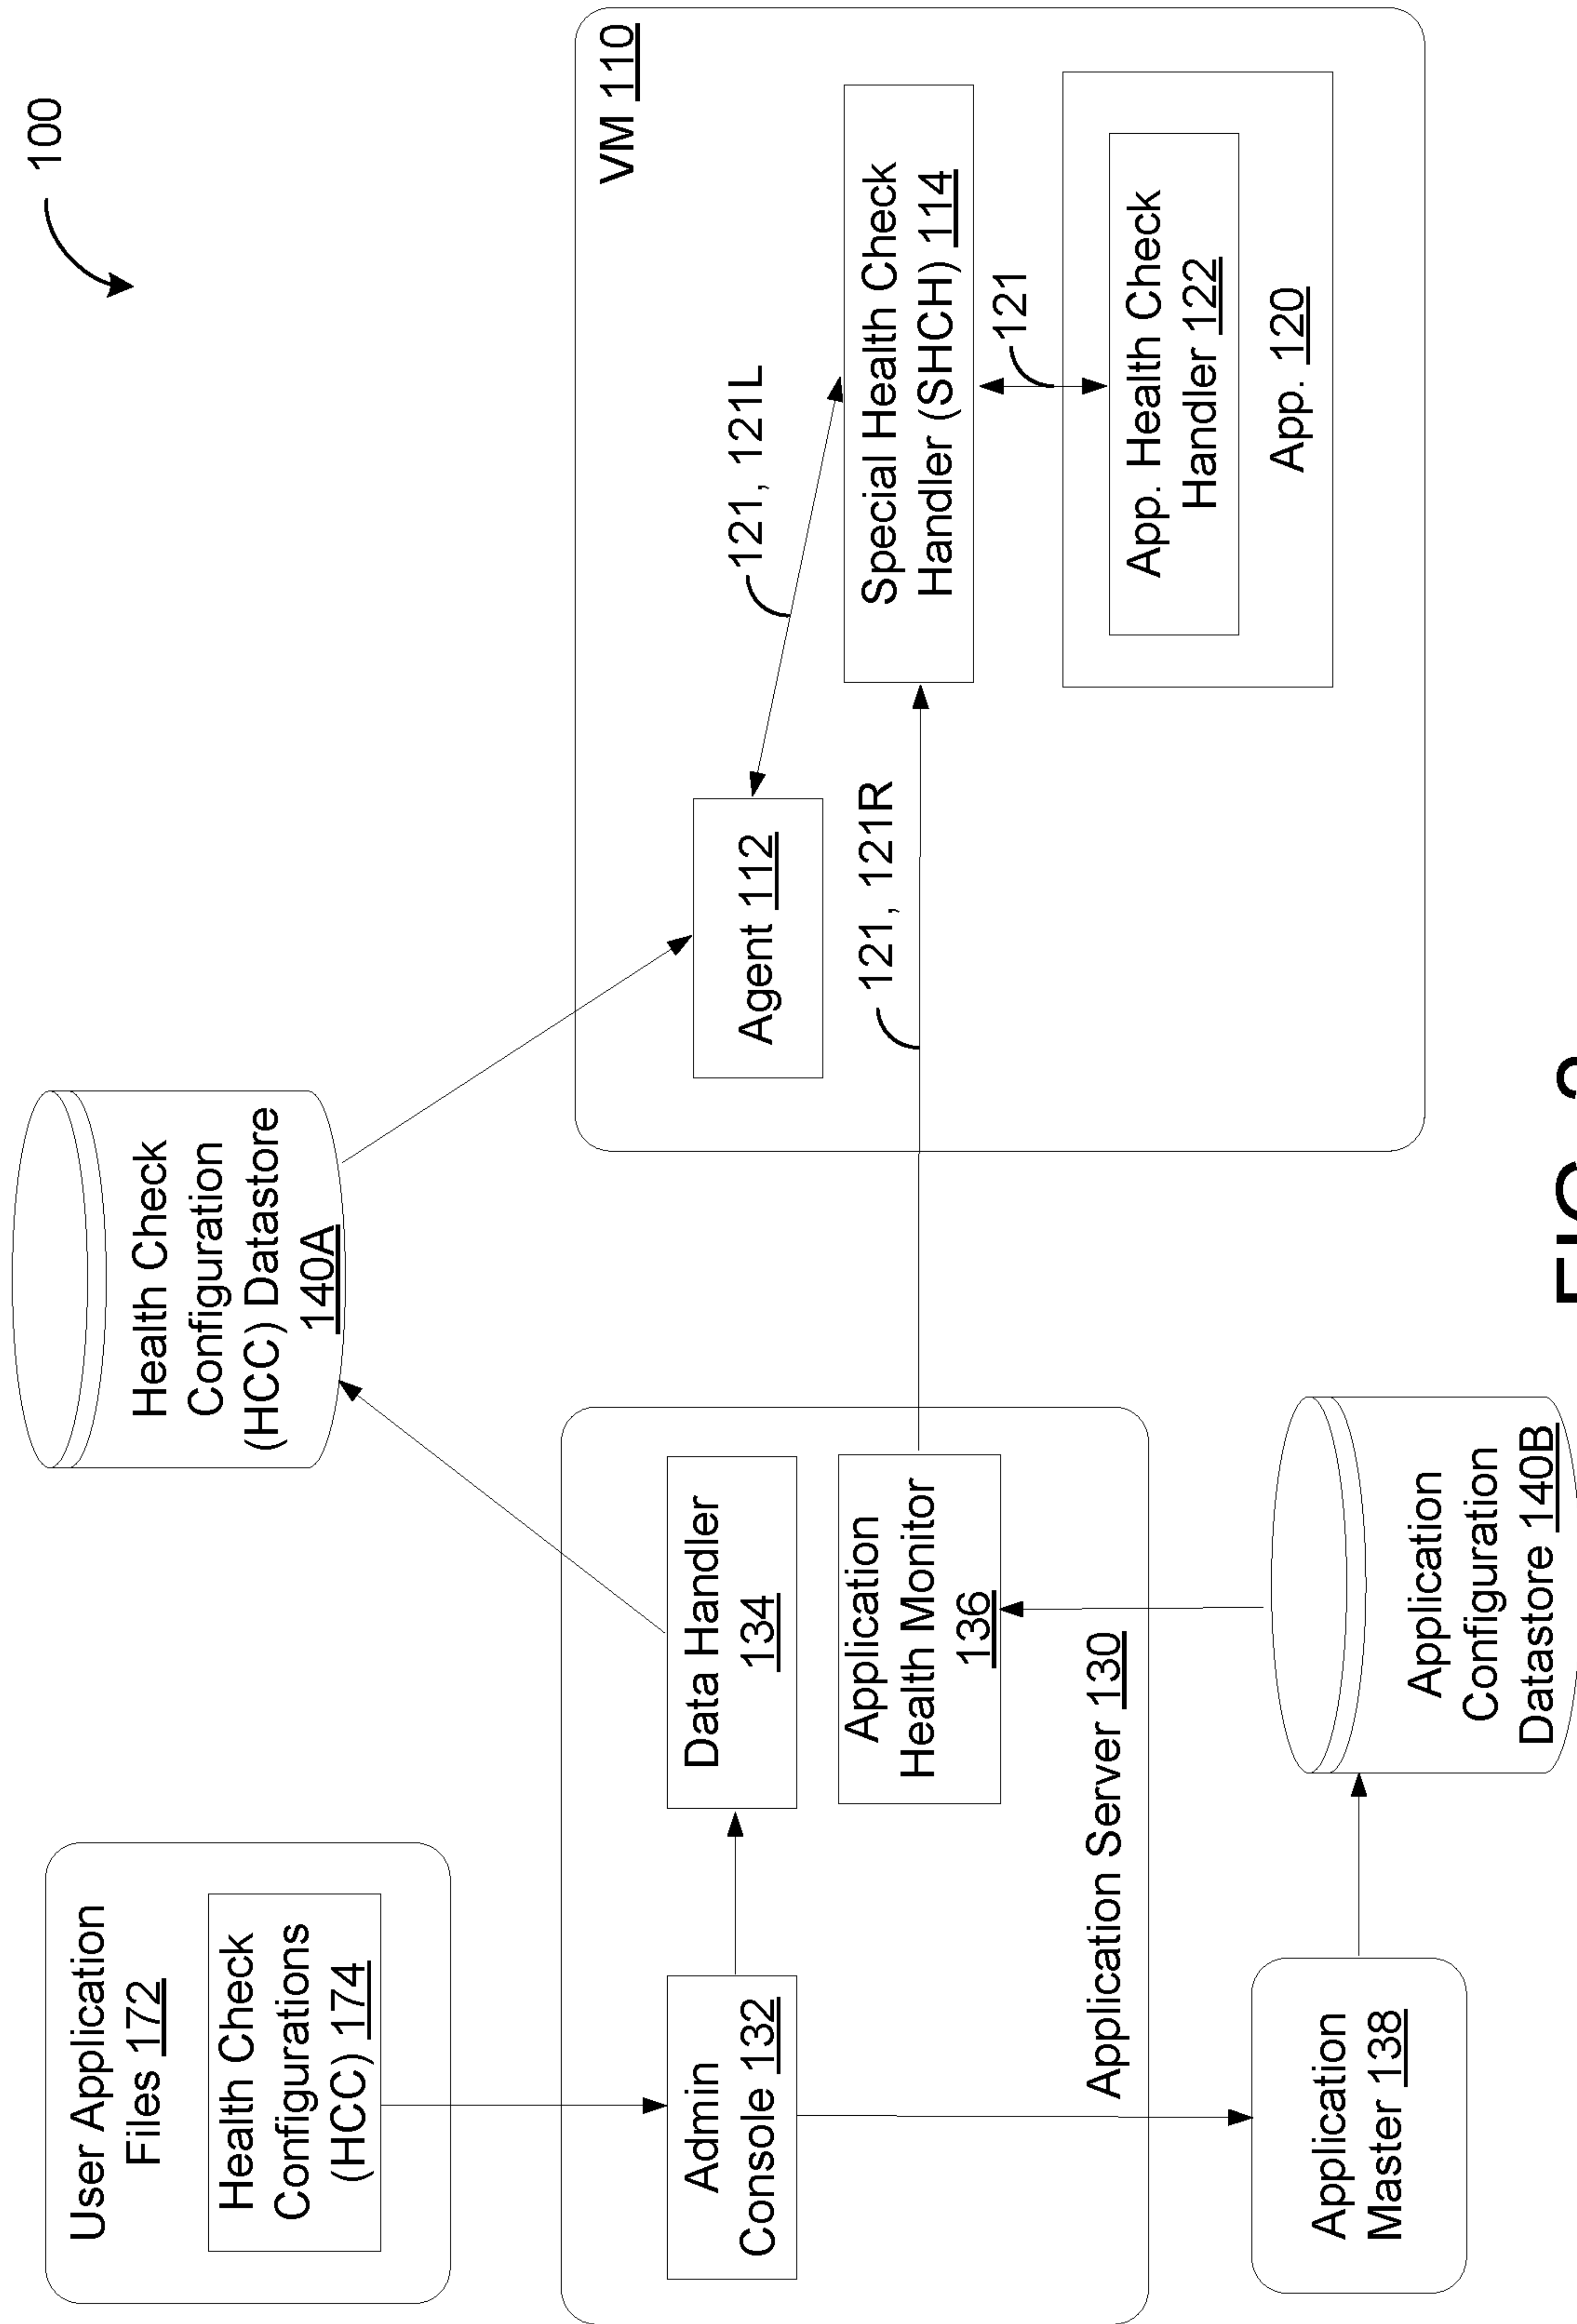 100
User Application
Files 172
Health Check
Configurations
(HCC) 174
Health Check
Configuration
(HCC) Datastore
140A
VM 110
Agent 112
121, 121L
Special Health Check
Handler (SHCH) 114
121
App. Health Check
Handler 122
App. 120
121, 121R
Admin
Console 132
Data Handler
134
Application
Health Monitor
136
Application Server 130
Application
Master 138
Application
Configuration
Datastore 140B
FIG.